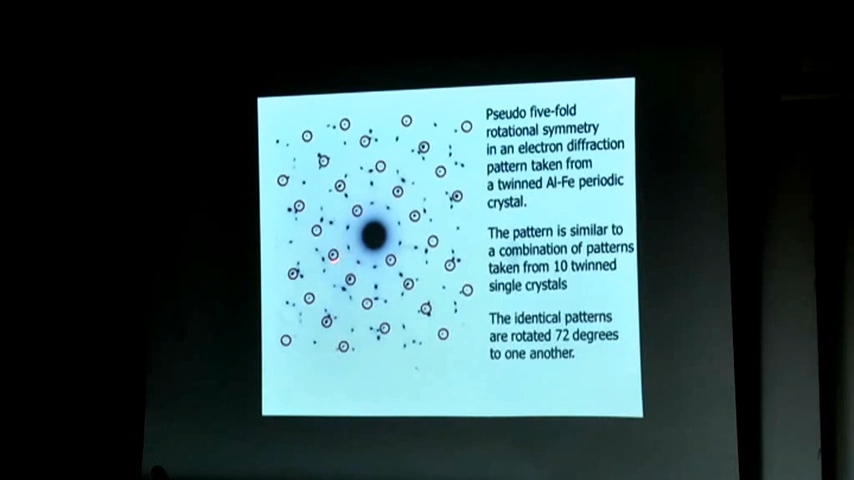 Pseudo five-fold
rotational symmetry
in an electron diffraction
pattern taken from
a twinned Al-Fe periodic
crystal.
The pattern is similar to
a combination of patterns
taken from 10 twinned
single crystals
The identical patterns
are rotated 72 degrees
to one another.